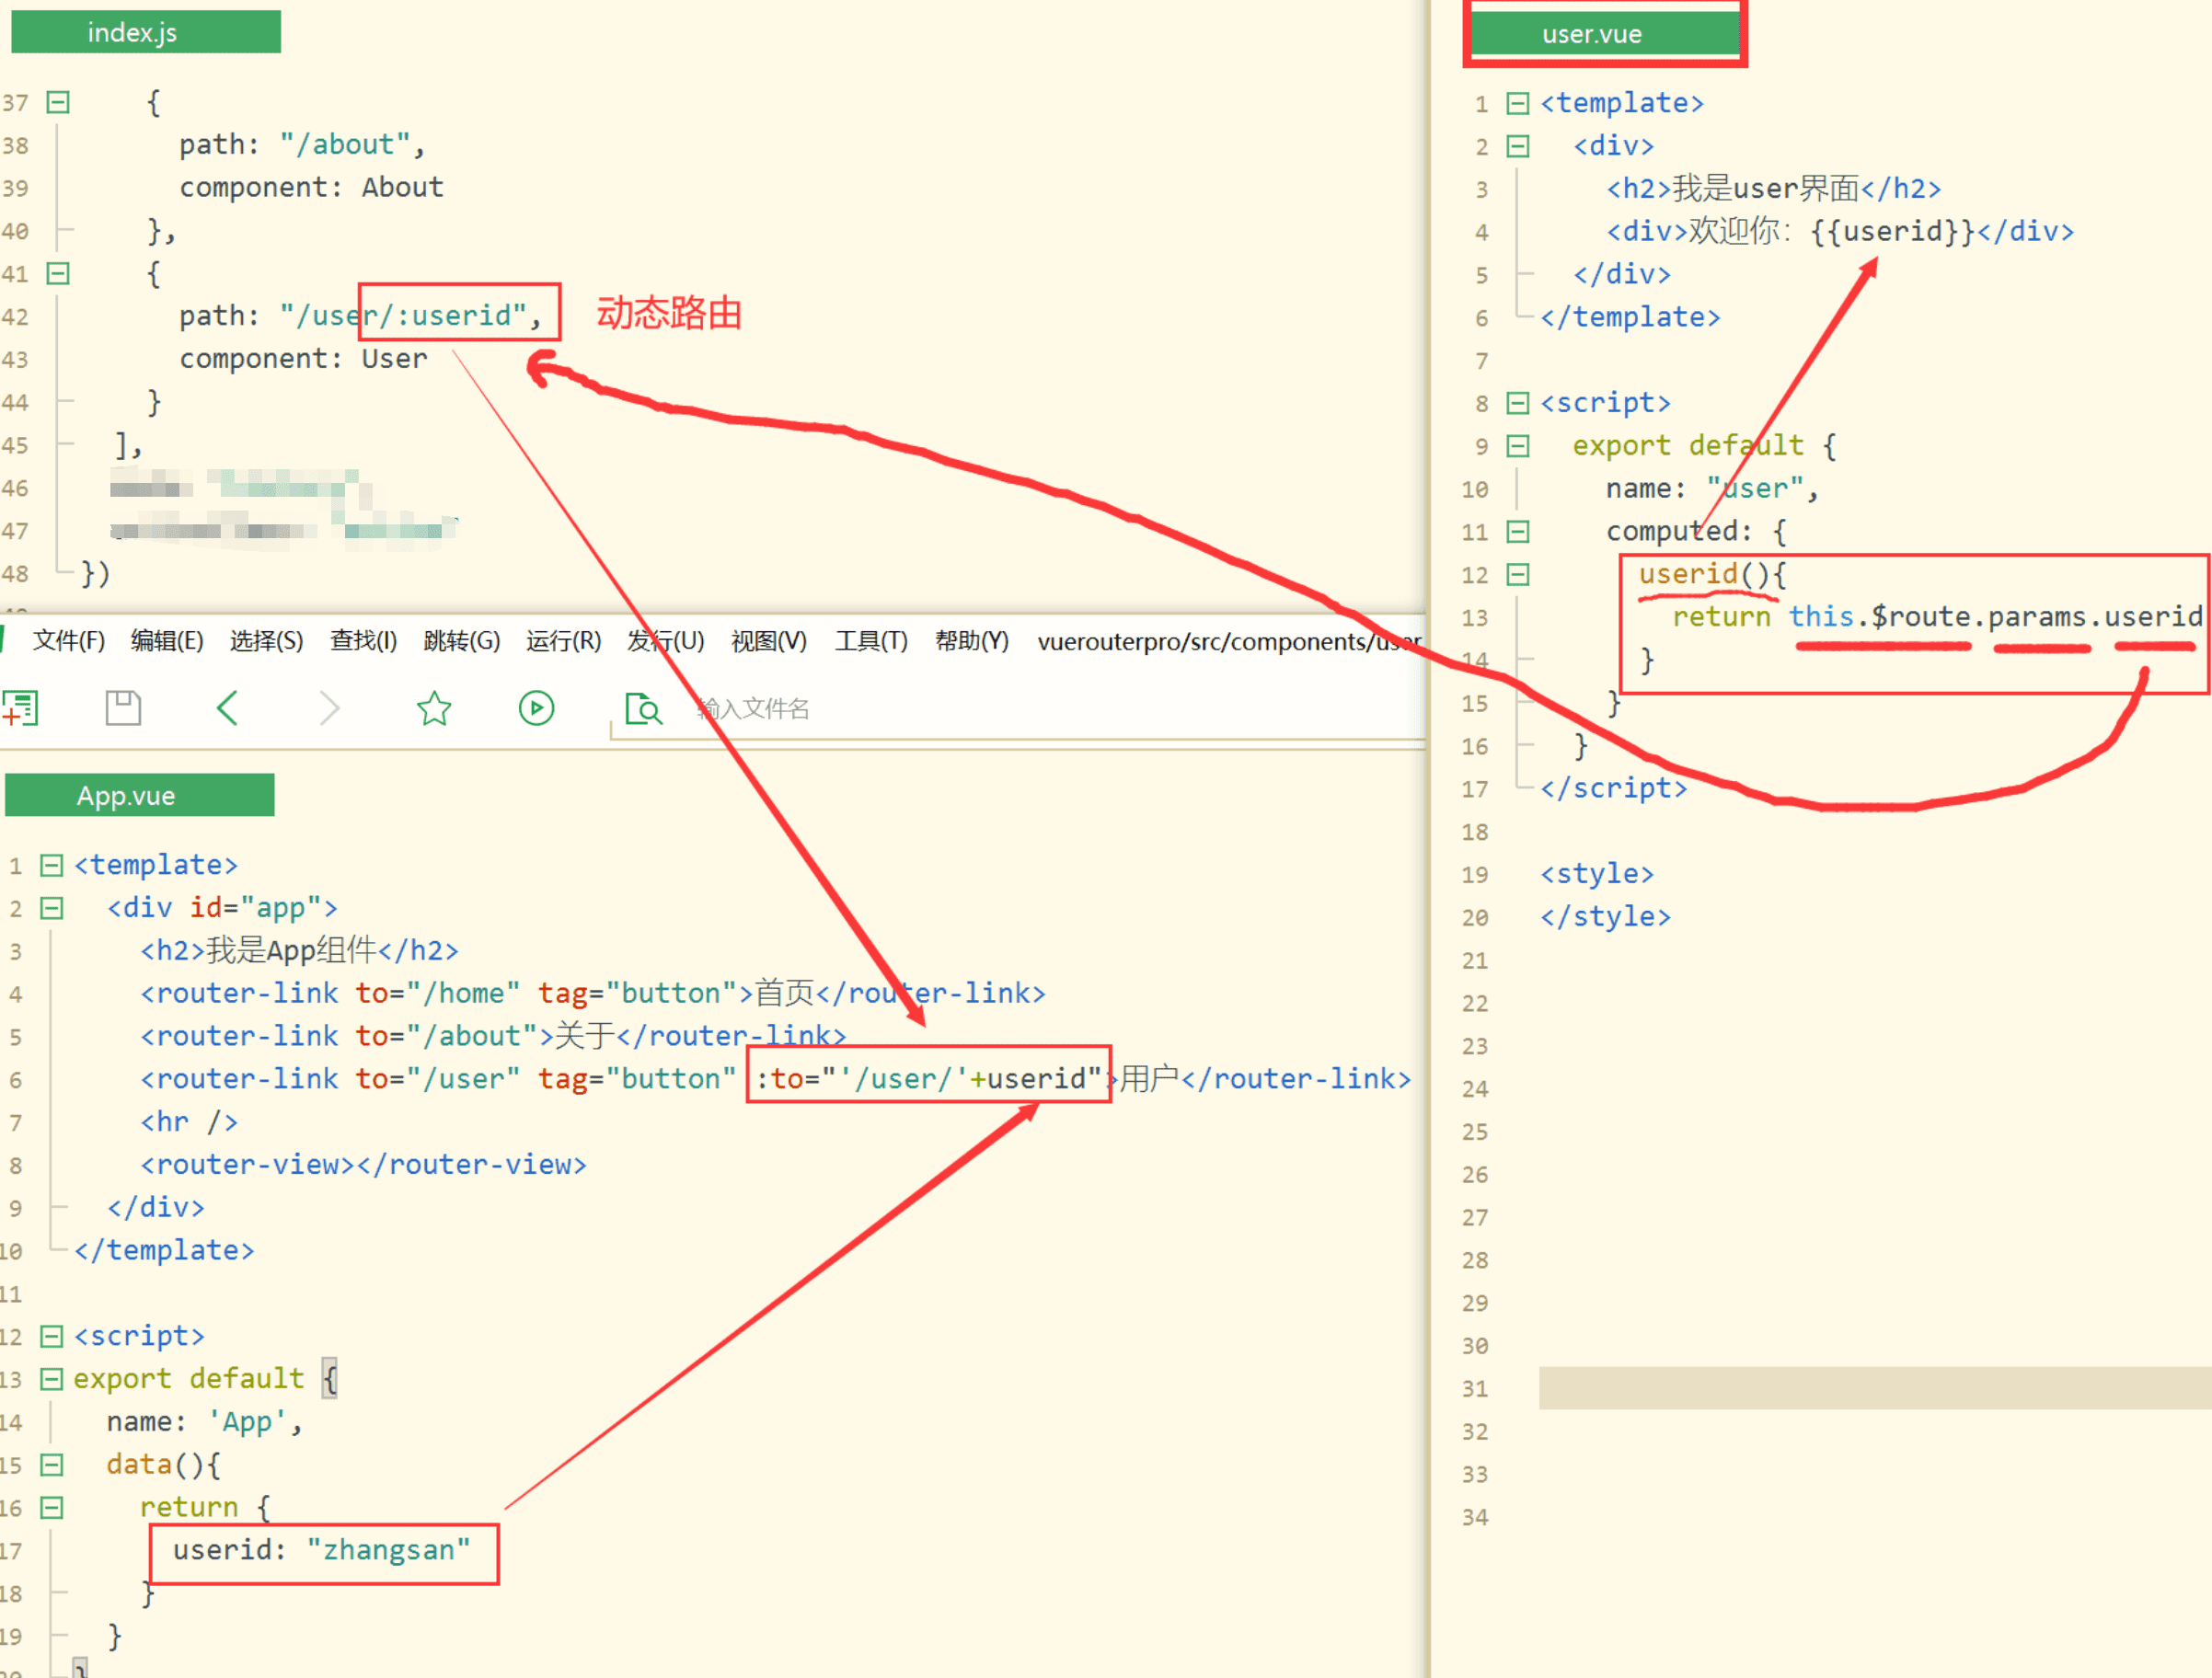 index.js
37 {
38 path: "/about",
39 component: About
40 },
41 {
42 path: "/user/:userid", 动态路由
43 component: User
44 }
45 ],
46
47
48 })
文件(F) 编辑(E) 选择(S) 查找(I) 跳转(G) 运行(R) 发行(U) 视图(V) 工具(T) 帮助(Y) vuerouterpro/src/components/user
输入文件名
App.vue
1 <template>
2 <div id="app">
3 <h2>我是App组件</h2>
4 <router-link to="/home" tag="button">首页</router-link>
5 <router-link to="/about">关于</router-link>
6 <router-link to="/user" tag="button" :to="'/user/'+userid">用户</router-link>
7 <hr />
8 <router-view></router-view>
9 </div>
10 </template>
11
12 <script>
13 export default {
14 name: 'App',
15 data(){
16 return {
17 userid: "zhangsan"
18 }
19 }
}
user.vue
1 <template>
2 <div>
3 <h2>我是user界面</h2>
4 <div>欢迎你: {{userid}}</div>
5 </div>
6 </template>
7
8 <script>
9 export default {
10 name: "user",
11 computed: {
12 userid(){
13 return this.$route.params.userid
14 }
15 }
16 }
17 </script>
18
19 <style>
20 </style>
21
22
23
24
25
26
27
28
29
30
31
32
33
34